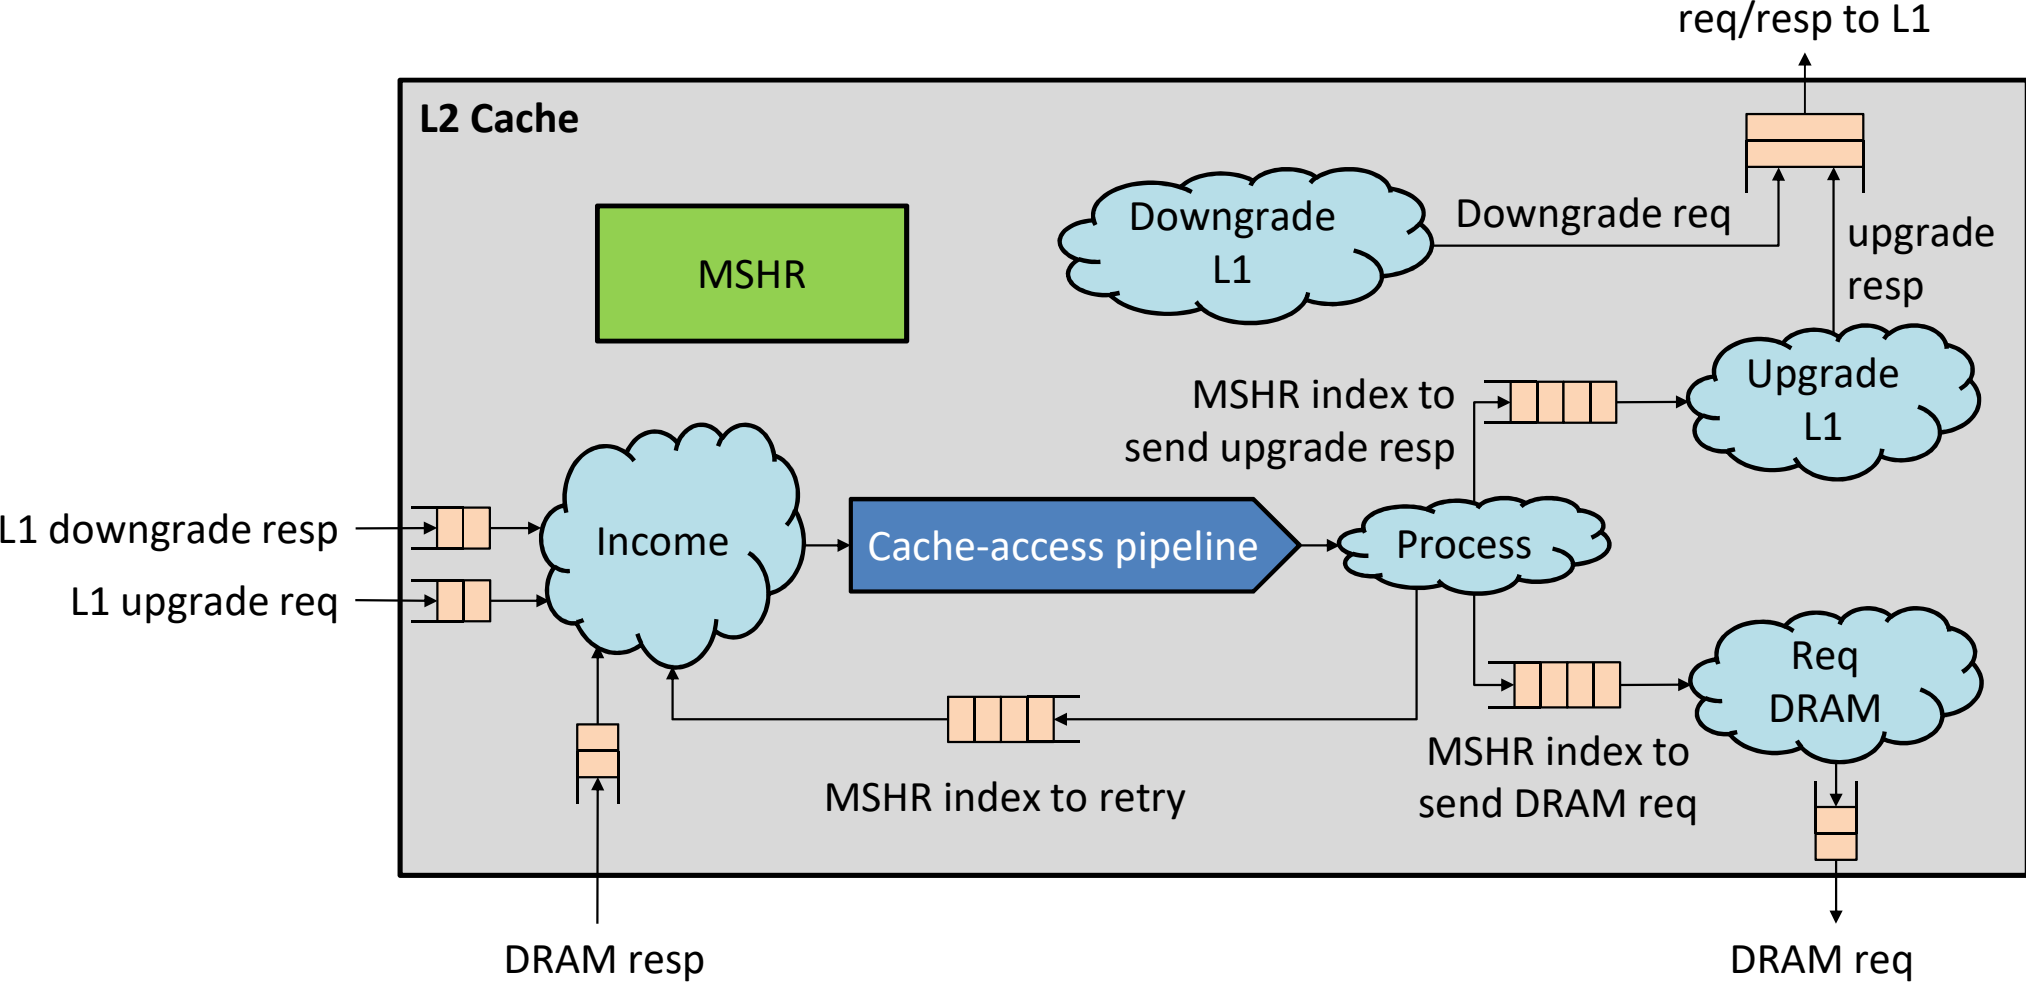 req/resp to L1
L2 Cache
MSHR
Downgrade
L1
Downgrade req
upgrade
resp
MSHR index to
send upgrade resp
Upgrade
L1
L1 downgrade resp
L1 upgrade req
Income
Cache-access pipeline
Process
MSHR index to retry
Req
DRAM
MSHR index to
send DRAM req
DRAM resp
DRAM req